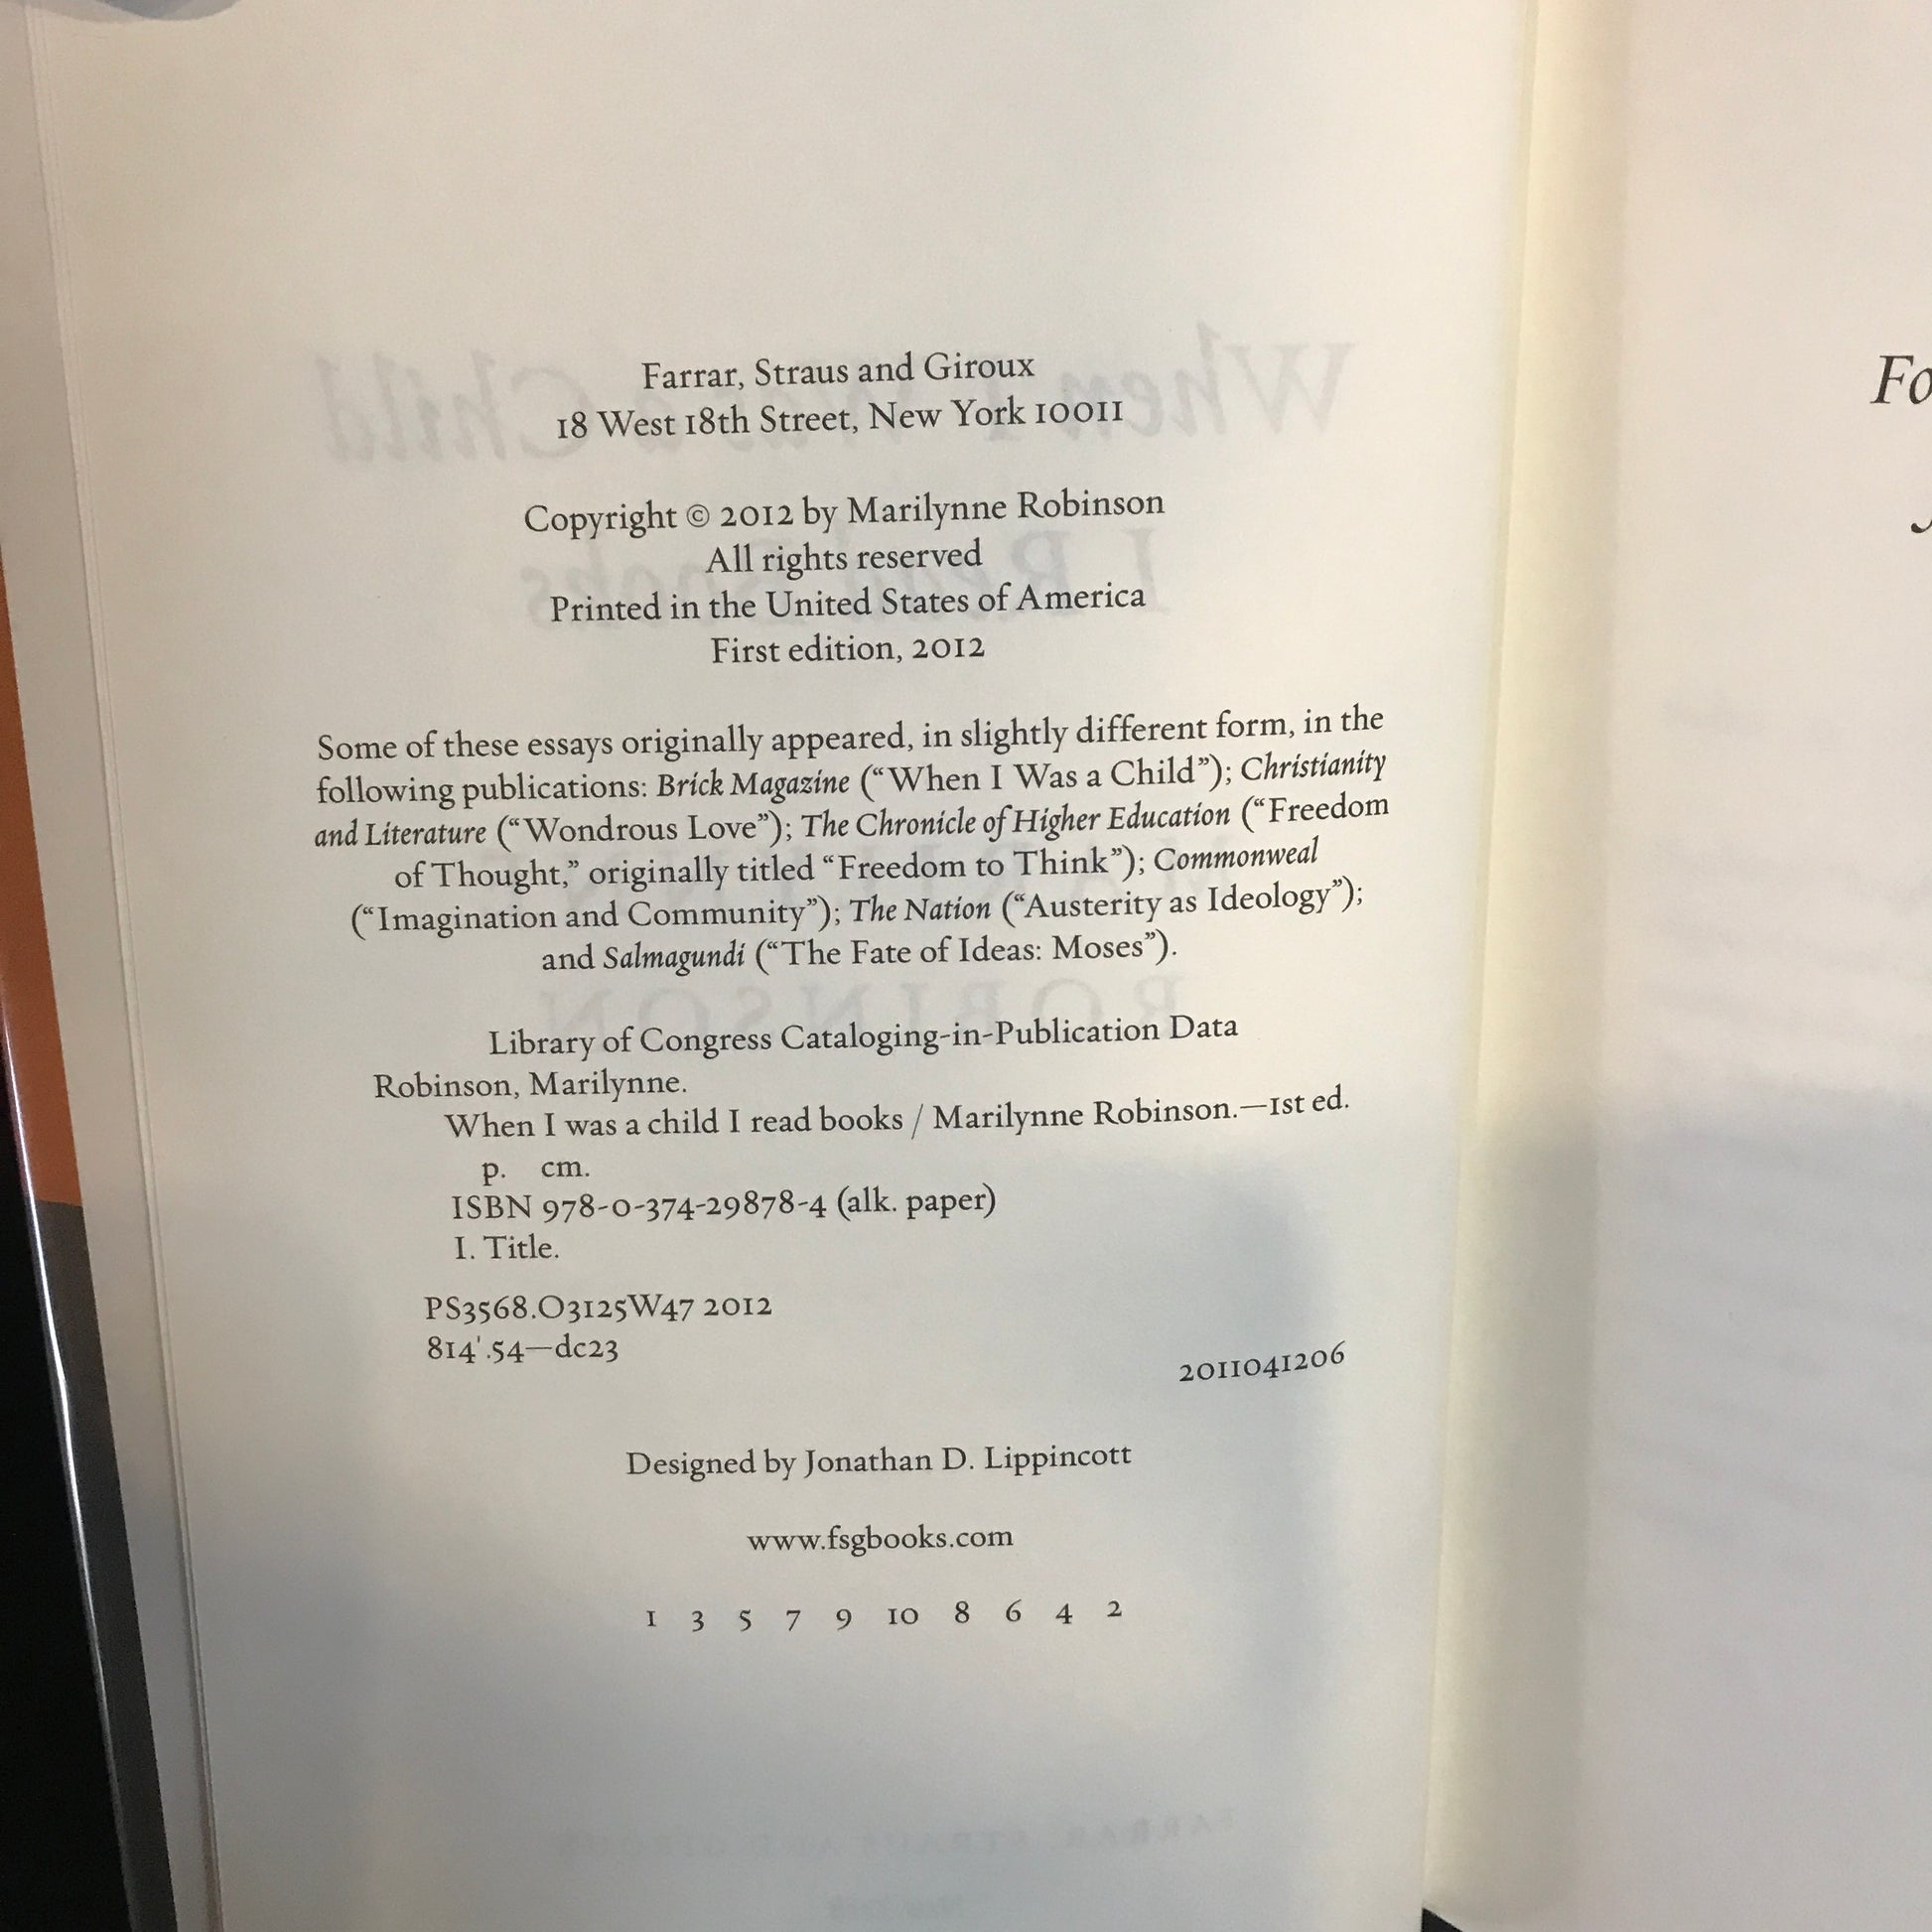 Farrar, Straus and Giroux
18 West 18th Street, New York 10011
Copyright © 2012 by Marilynne Robinson
All rights reserved
Printed in the United States of America
First edition, 2012
Some of these essays originally appeared, in slightly different form, in the
following publications: Brick Magazine (“When I Was a Child”); Christianity
and Literature (“Wondrous Love”); The Chronicle of Higher Education (“Freedom
of Thought,” originally titled “Freedom to Think”); Commonweal
(“Imagination and Community”); The Nation (“Austerity as Ideology”);
and Salmagundi (“The Fate of Ideas: Moses”).
Library of Congress Cataloging-in-Publication Data
Robinson, Marilynne.
When I was a child I read books / Marilynne Robinson.—1st ed.
p. cm.
ISBN 978-0-374-29878-4 (alk. paper)
I. Title.
PS3568.O3125W47 2012
814'.54—dc23
2011041206
Designed by Jonathan D. Lippincott
www.fsgbooks.com
1 3 5 7 9 10 8 6 4 2